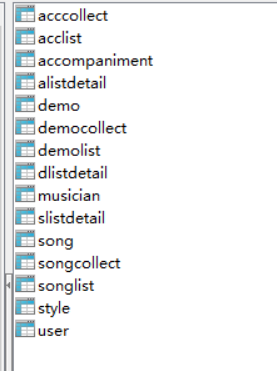 acccollect
acclist
accompaniment
alistdetail
demo
democollect
demolist
dlistdetail
musician
slistdetail
song
songcollect
songlist
style
user